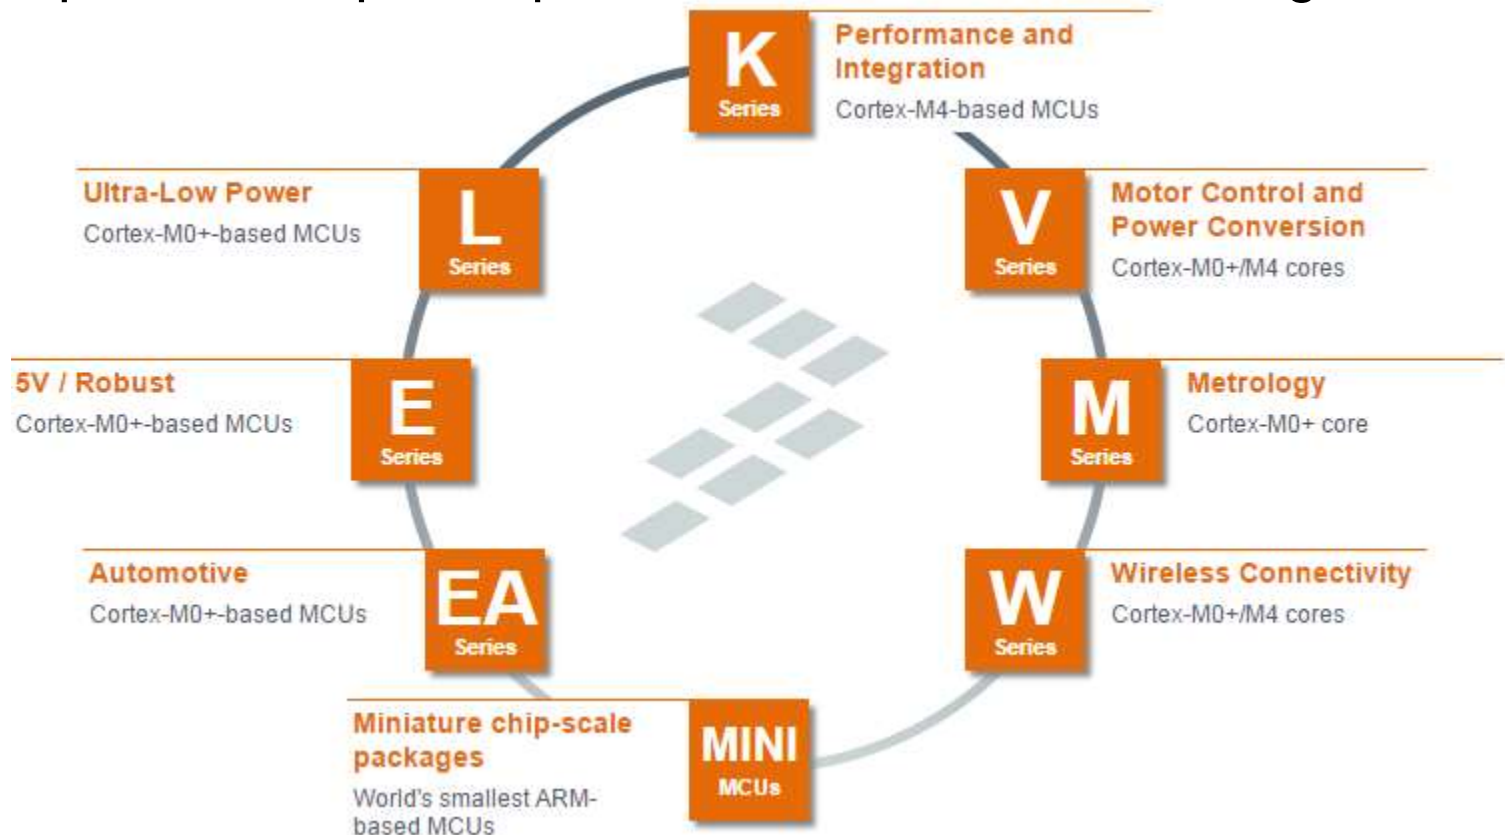 K
Series
Performance and
Integration
Cortex-M4-based MCUs
V
Series
Motor Control and
Power Conversion
Cortex-M0+/M4 cores
M
Series
Metrology
Cortex-M0+ core
W
Series
Wireless Connectivity
Cortex-M0+/M4 cores
MINI
MCUs
Miniature chip-scale
packages
World's smallest ARM-
based MCUs
EA
Series
Automotive
Cortex-M0+-based MCUs
E
Series
5V / Robust
Cortex-M0+-based MCUs
L
Series
Ultra-Low Power
Cortex-M0+-based MCUs